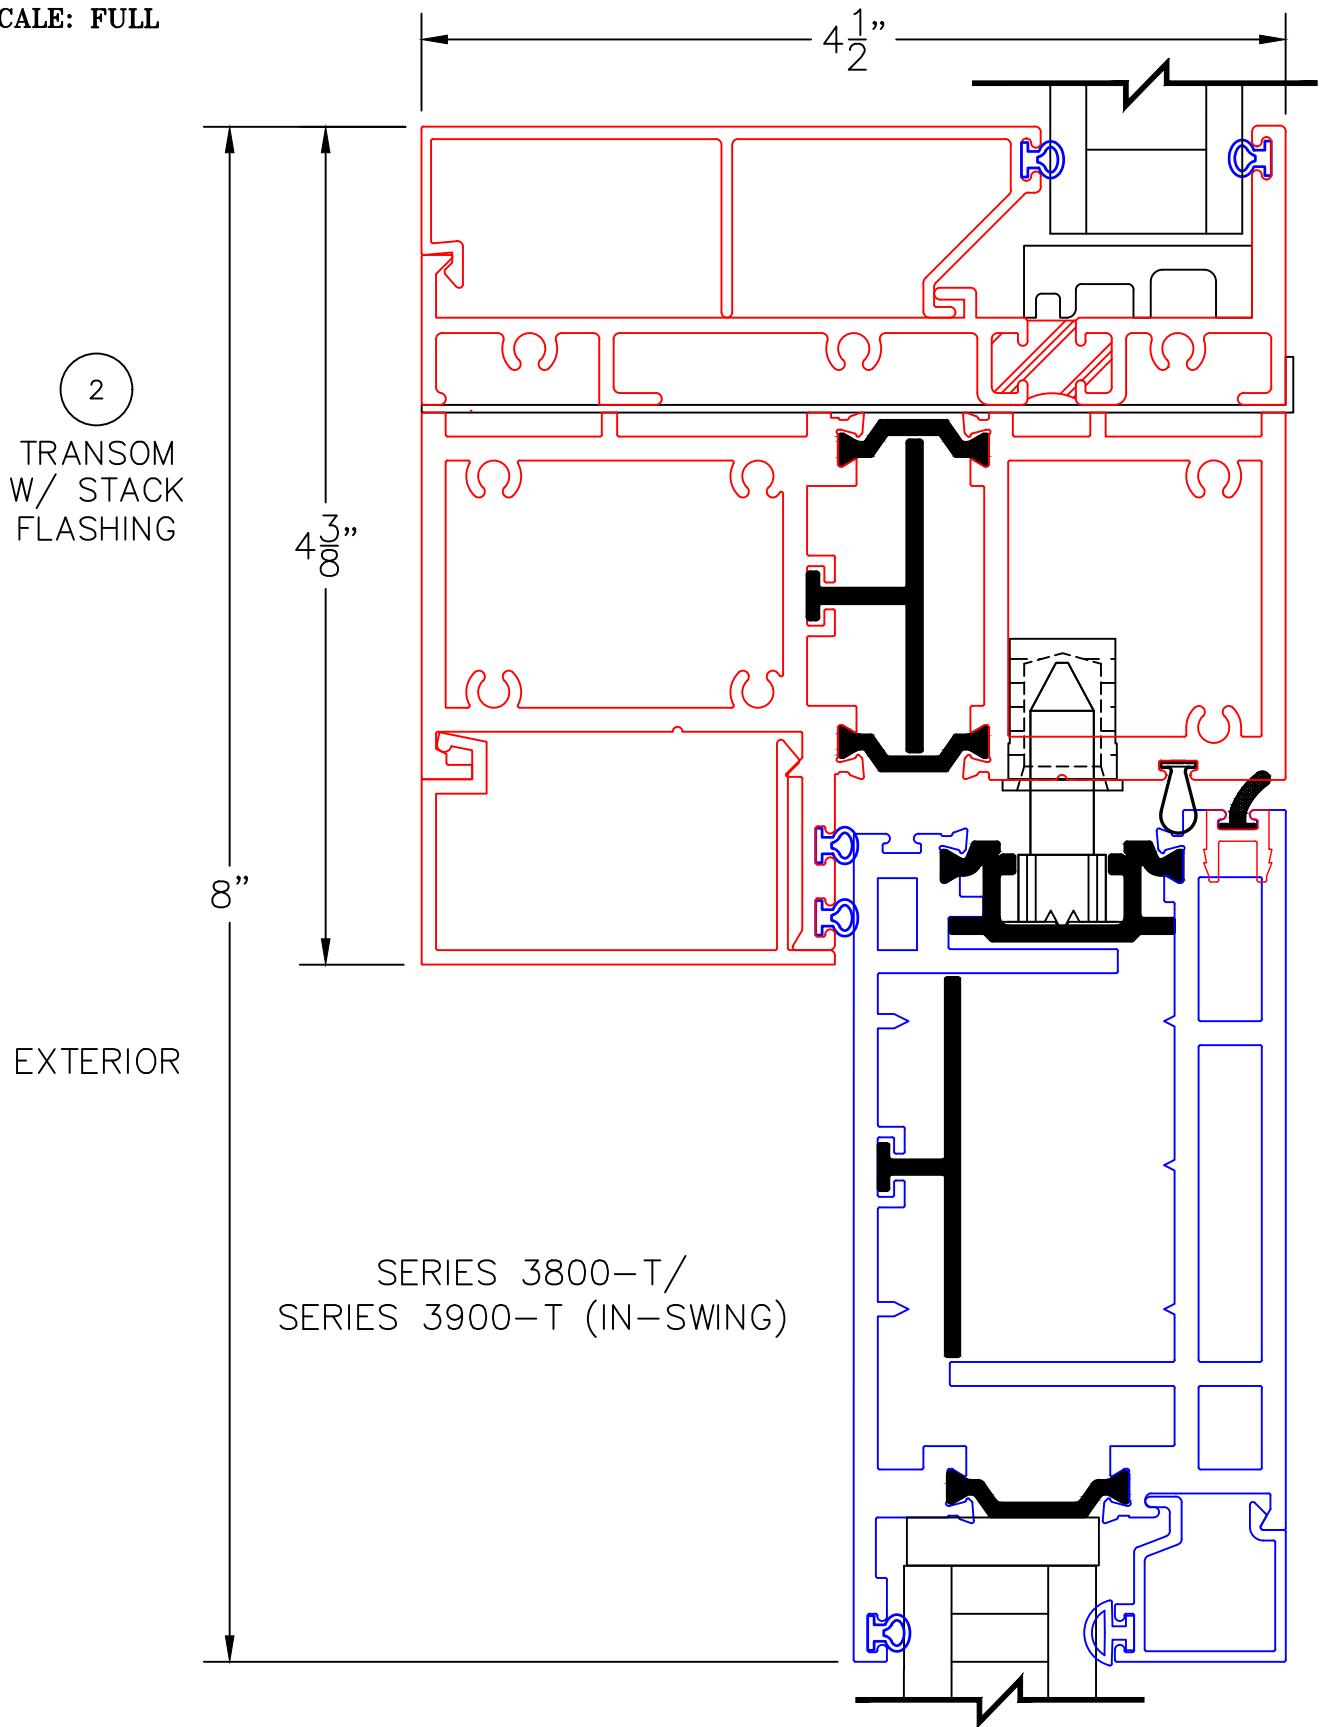 CALE: FULL
4 1/2"
2
TRANSOM
W/ STACK
FLASHING
4 3/8"
8"
EXTERIOR
SERIES 3800-T/
SERIES 3900-T (IN-SWING)